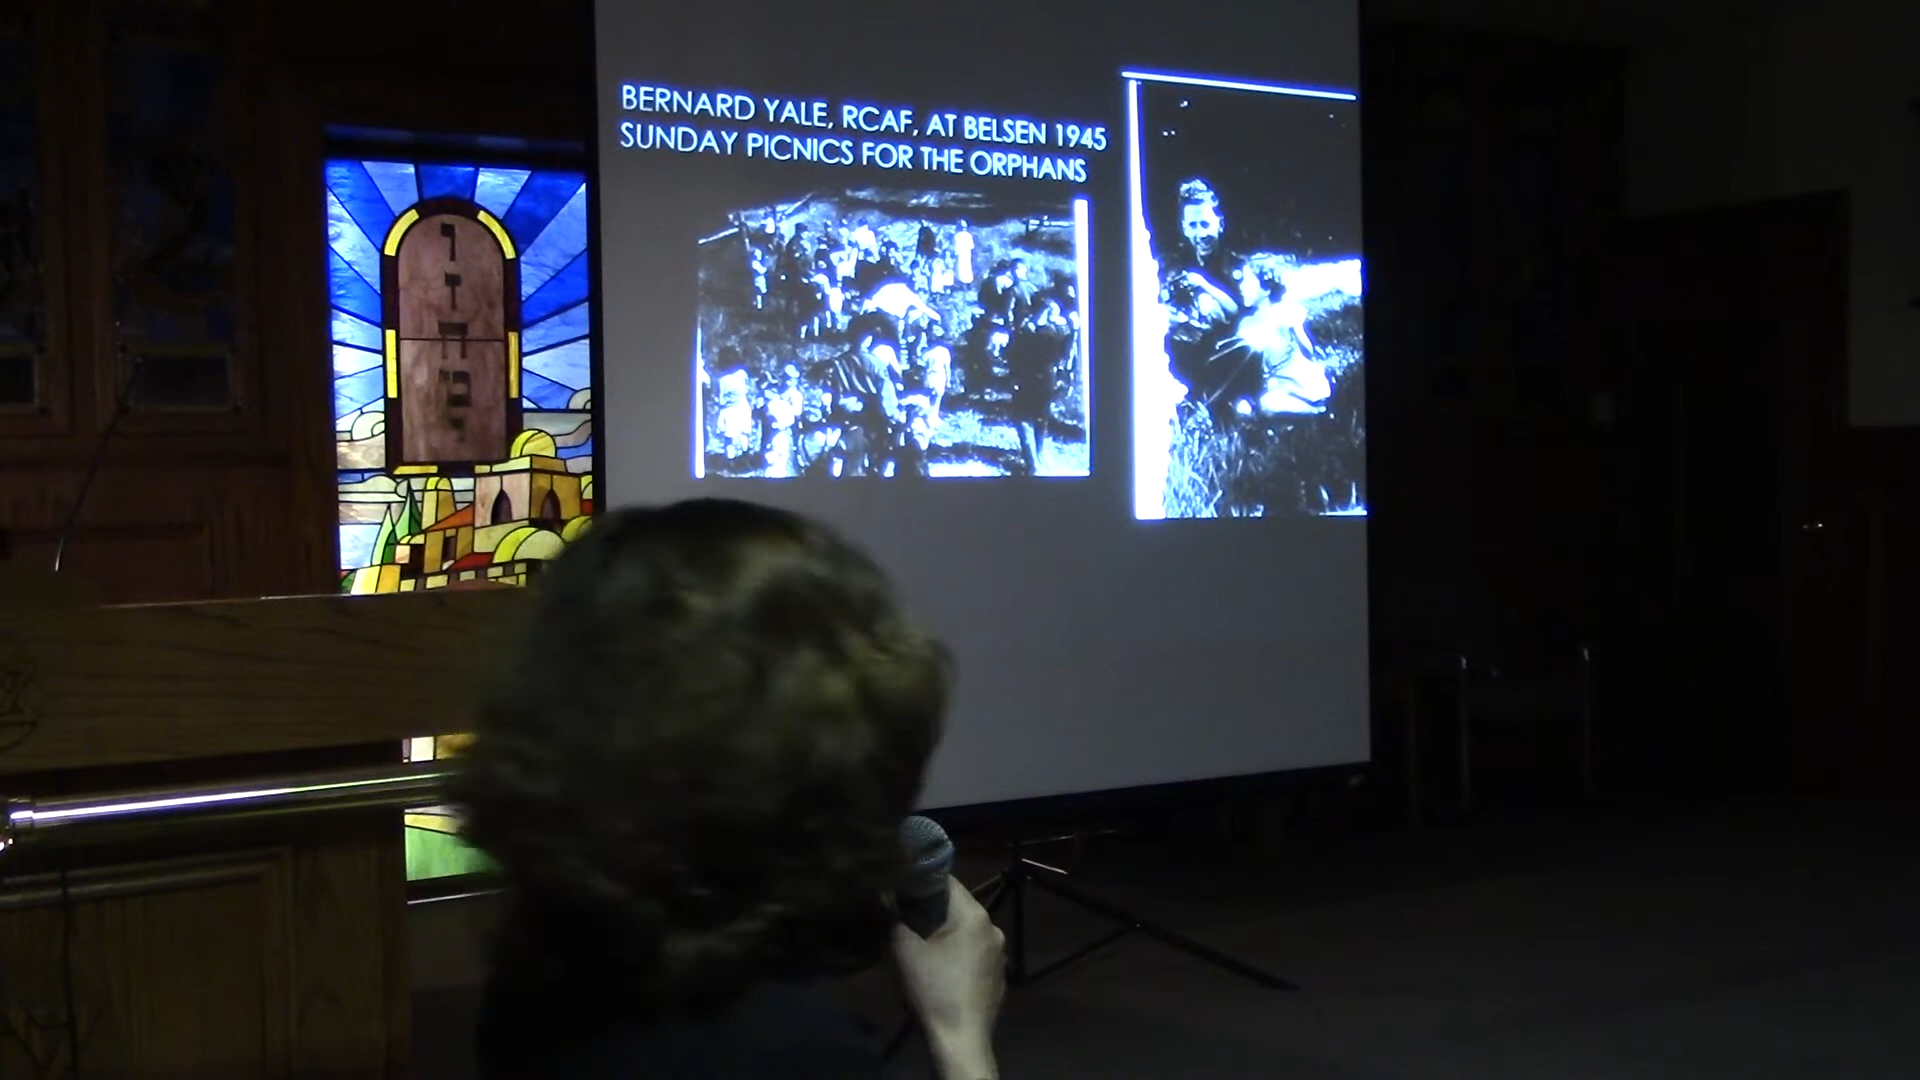 BERNARD YALE, RCAF, AT BELSEN 1945
SUNDAY PICNICS FOR THE ORPHANS